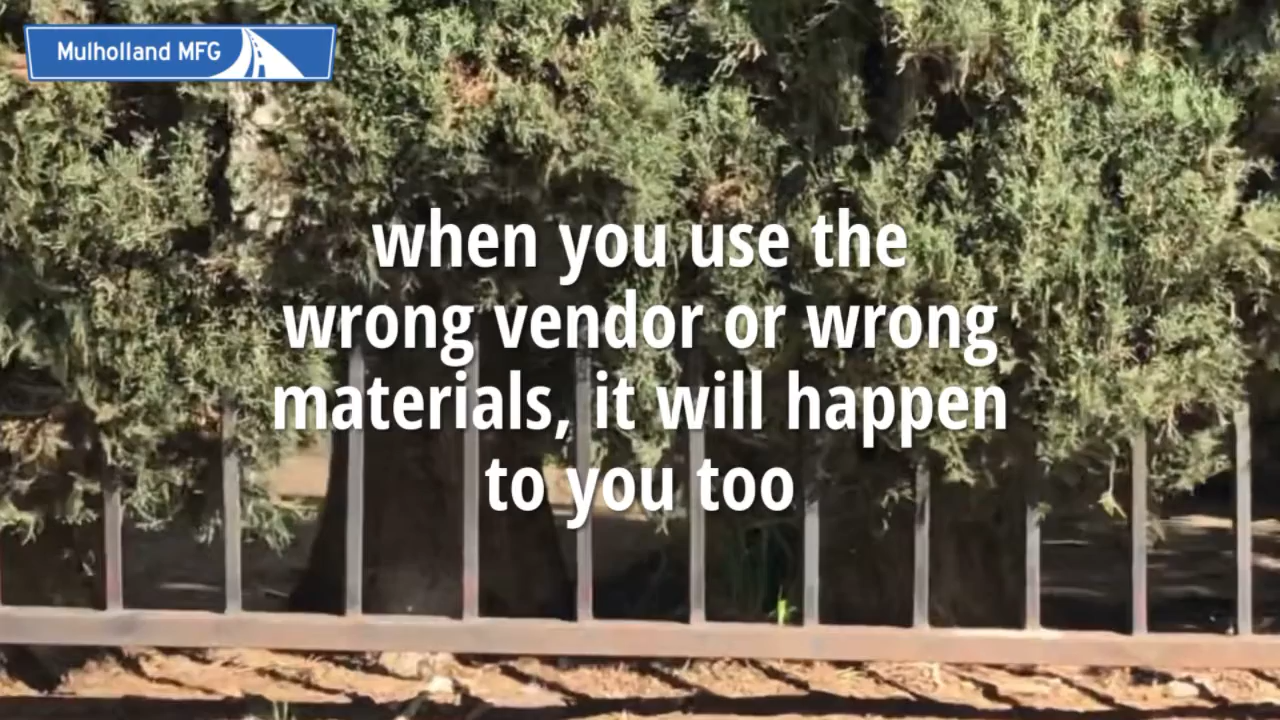 Mulholland MFG
when you use the
wrong vendor or wrong
materials, it will happen
to you too